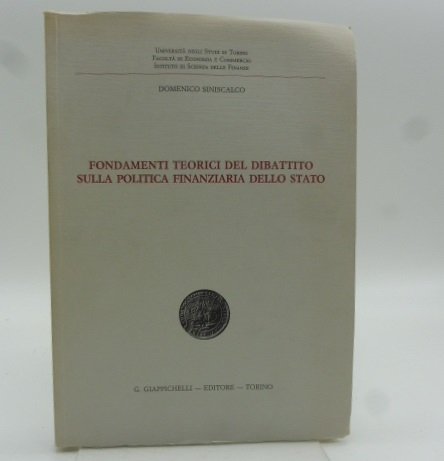 UNIVERSITÀ DEGLI STUDI DI TORINO
FACOLTÀ DI ECONOMIA E COMMERCIO
ISTITUTO DI SCIENZA DELLE FINANZE
DOMENICO SINISCALCO
FONDAMENTI TEORICI DEL DIBATTITO
SULLA POLITICA FINANZIARIA DELLO STATO
G. GIAPPICHELLI — EDITORE — TORINO